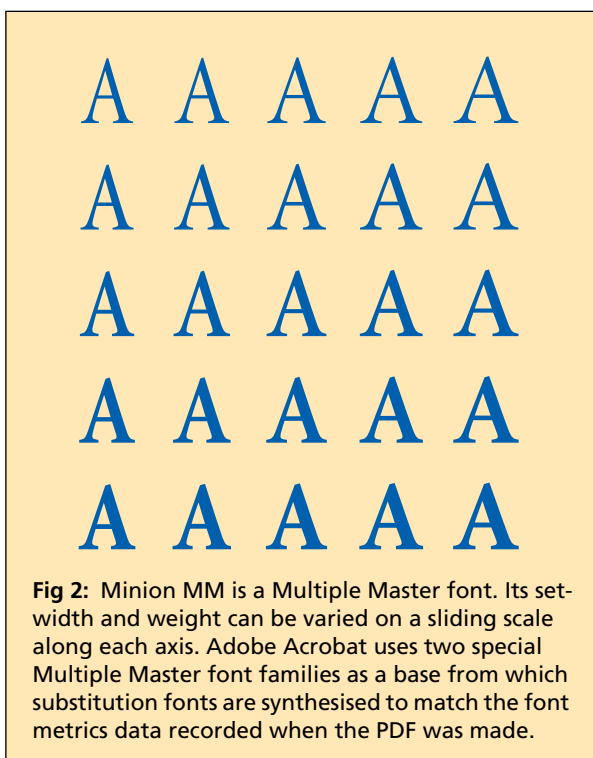 A A A A A
A A A A A
A A A A A
A A A A A
A A A A A
Fig 2: Minion MM is a Multiple Master font. Its set-
width and weight can be varied on a sliding scale
along each axis. Adobe Acrobat uses two special
Multiple Master font families as a base from which
substitution fonts are synthesised to match the font
metrics data recorded when the PDF was made.